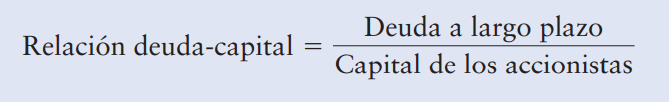 Relación deuda-capital = Deuda a largo plazo
Capital de los accionistas